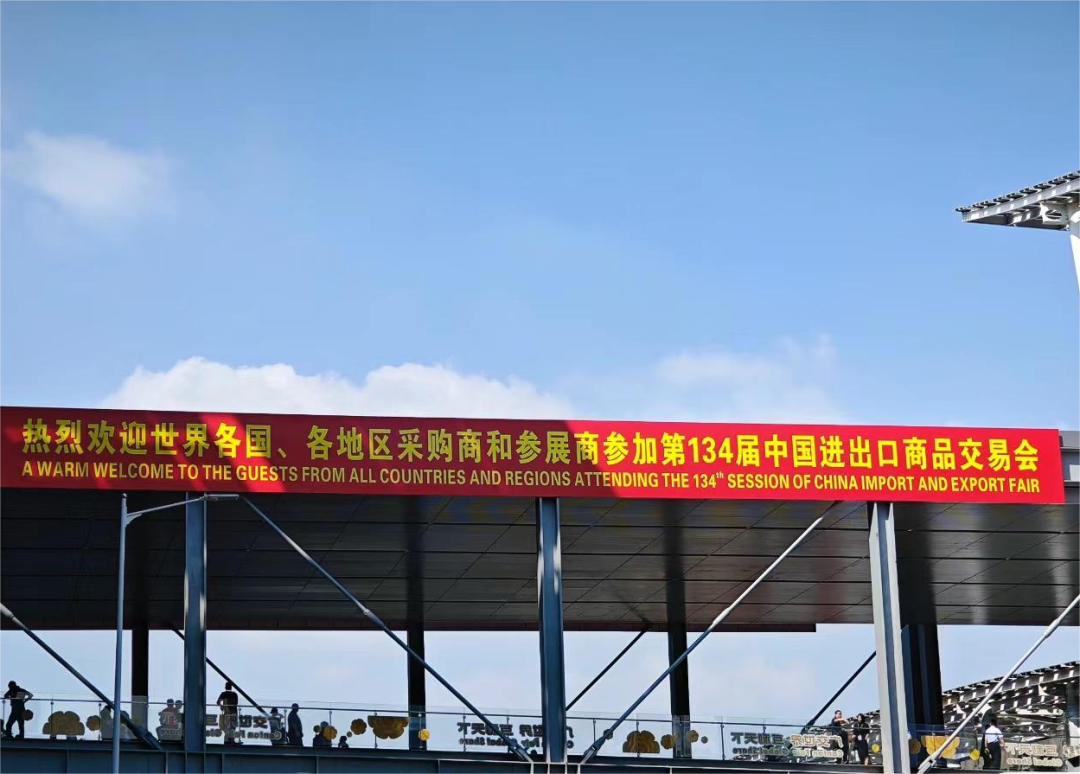 热烈欢迎世界各国、各地区采购商和参展商参加第134届中国进出口商品交易会
A WARM WELCOME TO THE GUESTS FROM ALL COUNTRIES AND REGIONS ATTENDING THE 134th SESSION OF CHINA IMPORT AND EXPORT FAIR